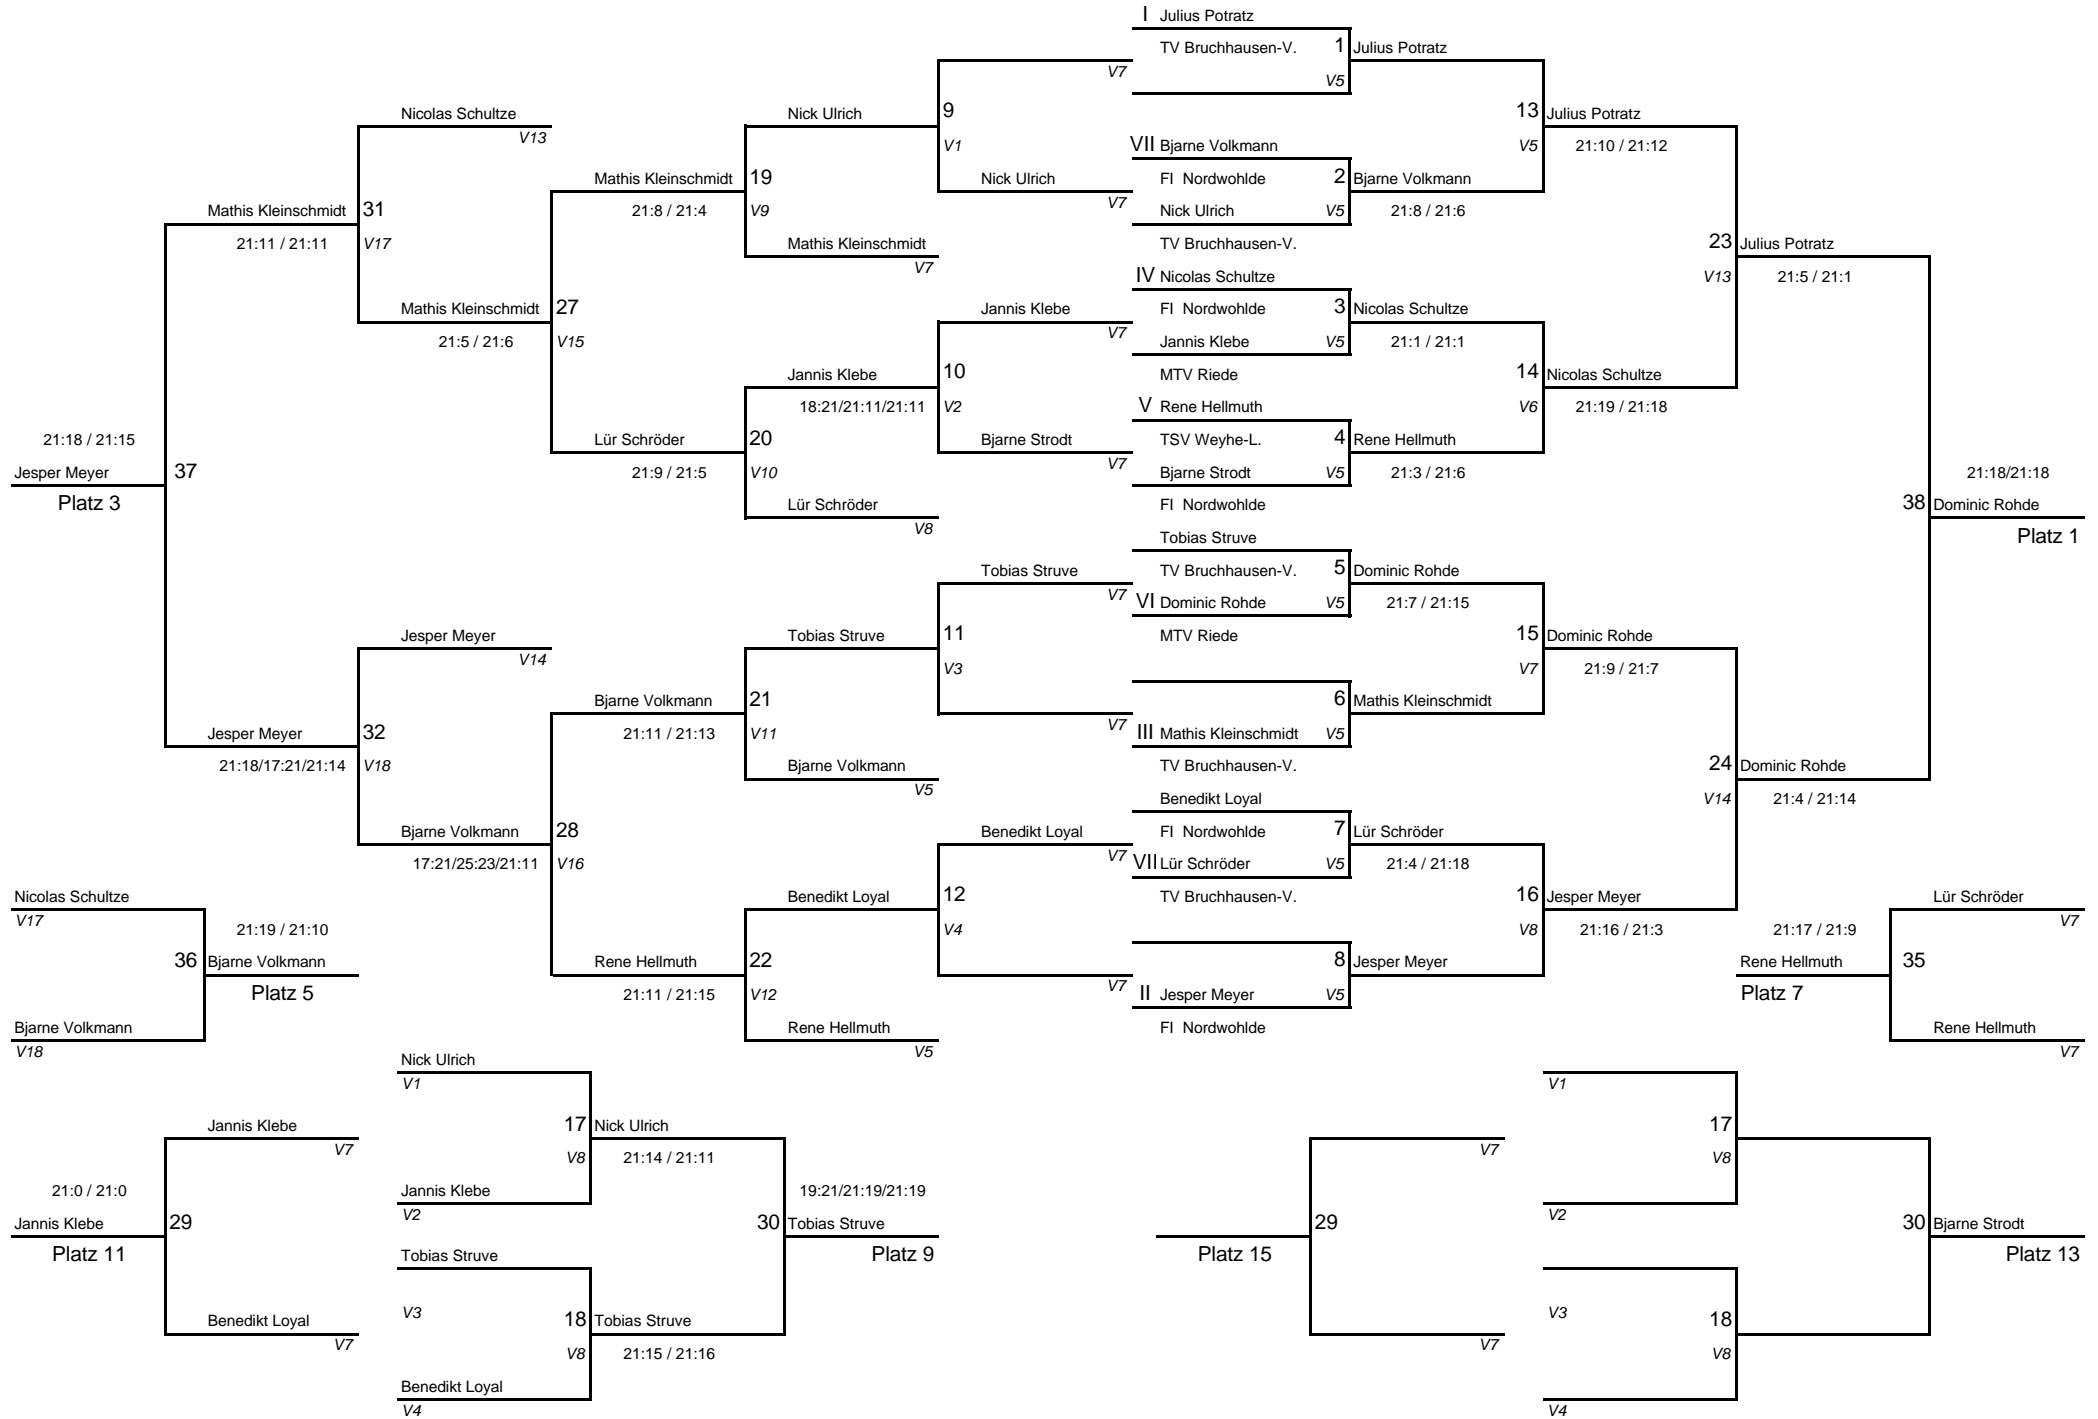 I Julius Potratz
TV Bruchhausen-V. 1 Julius Potratz
V7
V5
Nicolas Schultze
Nick Ulrich
9
13 Julius Potratz
V13
V1
VII Bjarne Volkmann
V5
21:10 / 21:12
Mathis Kleinschmidt 19
Nick Ulrich
FI Nordwohlde 2 Bjarne Volkmann
Mathis Kleinschmidt 31
21:8 / 21:4
V9
V7
Nick Ulrich
V5
21:8 / 21:6
21:11 / 21:11
V17
Mathis Kleinschmidt
TV Bruchhausen-V.
23 Julius Potratz
V7
IV Nicolas Schultze
V13
21:5 / 21:1
Mathis Kleinschmidt 27
Jannis Klebe
FI Nordwohlde 3 Nicolas Schultze
21:5 / 21:6
V15
V7
Jannis Klebe
V5
21:1 / 21:1
Jannis Klebe
10
MTV Riede
14 Nicolas Schultze
18:21/21:11/21:11
V2
V Rene Hellmuth
V6
21:19 / 21:18
21:18 / 21:15
Lür Schröder
20
Bjarne Strodt
TSV Weyhe-L. 4 Rene Hellmuth
Jesper Meyer
37
21:9 / 21:5
V10
V7
Bjarne Strodt
V5
21:3 / 21:6
21:18/21:18
Platz 3
Lür Schröder
FI Nordwohlde
38 Dominic Rohde
V8
Tobias Struve
Platz 1
Tobias Struve
TV Bruchhausen-V. 5 Dominic Rohde
V7
VI Dominic Rohde
V5
21:7 / 21:15
Jesper Meyer
Tobias Struve
11
MTV Riede
15 Dominic Rohde
V14
V3
V7
21:9 / 21:7
Bjarne Volkmann
21
6 Mathis Kleinschmidt
Jesper Meyer
32
21:11 / 21:13
V11
V7
III Mathis Kleinschmidt
V5
21:18/17:21/21:14
V18
Bjarne Volkmann
TV Bruchhausen-V.
24 Dominic Rohde
V5
Benedikt Loyal
V14
21:4 / 21:14
Bjarne Volkmann
28
Benedikt Loyal
FI Nordwohlde 7 Lür Schröder
17:21/25:23/21:11
V16
V7
VII Lür Schröder
V5
21:4 / 21:18
Nicolas Schultze
Benedikt Loyal
12
TV Bruchhausen-V.
16 Jesper Meyer
Lür Schröder
V17
21:19 / 21:10
V4
V8
21:16 / 21:3
21:17 / 21:9
V7
36 Bjarne Volkmann
Rene Hellmuth
22
8 Jesper Meyer
Rene Hellmuth
35
Platz 5
21:11 / 21:15
V12
V7
II Jesper Meyer
V5
Platz 7
Bjarne Volkmann
Rene Hellmuth
FI Nordwohlde
Rene Hellmuth
V18
V5
V7
Nick Ulrich
V1
V1
Jannis Klebe
17 Nick Ulrich
17
V7
V8
21:14 / 21:11
V7
V8
21:0 / 21:0
Jannis Klebe
19:21/21:19/21:19
V2
V2
Jannis Klebe
29
30 Tobias Struve
29
30 Bjarne Strodt
Platz 11
Tobias Struve
Platz 9
Platz 15
Platz 13
V3
V3
Benedikt Loyal
18 Tobias Struve
18
V7
V8
21:15 / 21:16
V7
V8
Benedikt Loyal
V4
V4